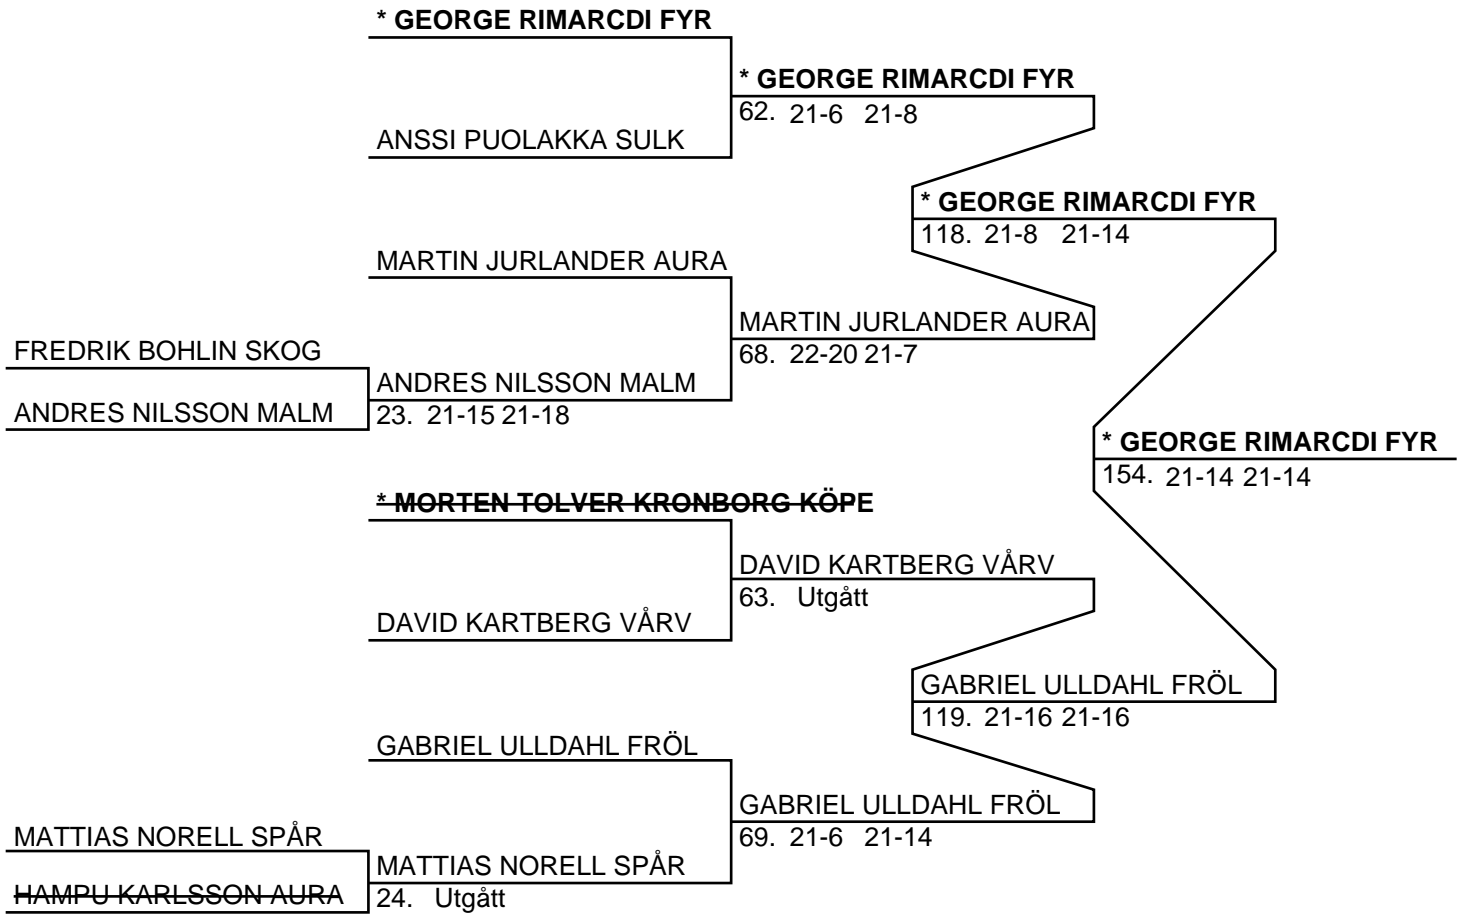 * GEORGE RIMARCDI FYR
* GEORGE RIMARCDI FYR
62. 21-6 21-8
ANSSI PUOLAKKA SULK
* GEORGE RIMARCDI FYR
118. 21-8 21-14
MARTIN JURLANDER AURA
MARTIN JURLANDER AURA
68. 22-20 21-7
FREDRIK BOHLIN SKOG
ANDRES NILSSON MALM
23. 21-15 21-18
ANDRES NILSSON MALM
* GEORGE RIMARCDI FYR
154. 21-14 21-14
* MORTEN TOLVER KRONBORG KÖPE
DAVID KARTBERG VÅRV
63. Utgått
DAVID KARTBERG VÅRV
GABRIEL ULLDAHL FRÖL
119. 21-16 21-16
GABRIEL ULLDAHL FRÖL
GABRIEL ULLDAHL FRÖL
69. 21-6 21-14
MATTIAS NORELL SPÅR
MATTIAS NORELL SPÅR
24. Utgått
HAMPU KARLSSON AURA